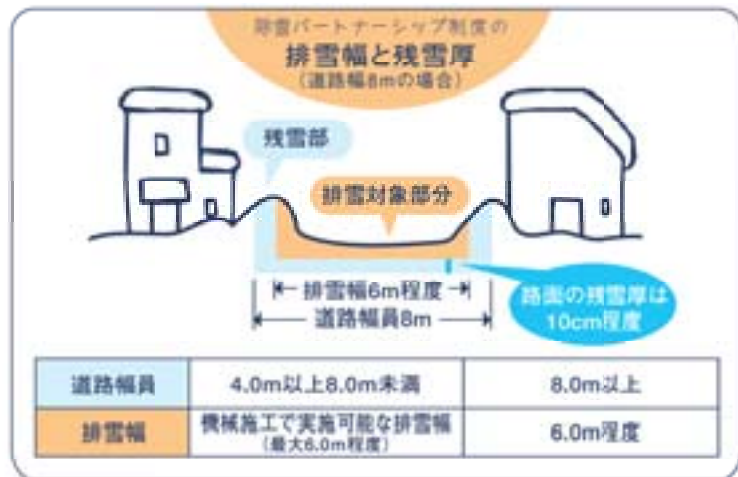 除雪パートナーシップ制度の
排雪幅と残雪厚
(道路幅8mの場合)
残雪部
排雪対象部分
排雪幅6m程度
道路幅員8m
路面の残雪厚は
10cm程度
道路幅員 4.0m以上8.0m未満 8.0m以上
排雪幅 機械施工で実施可能な排雪幅 6.0m程度
(最大6.0m程度)